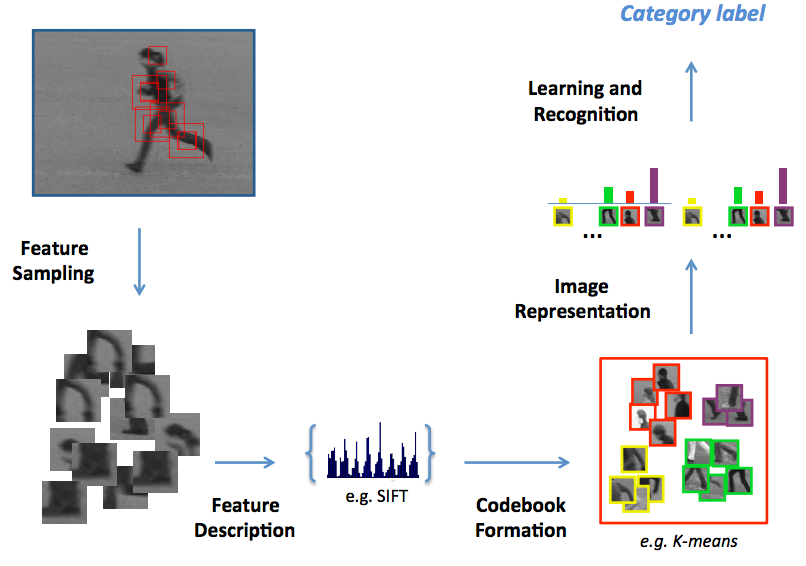 Category label
Learning and
Recognition
...
...
Feature
Sampling
Image
Representation
Feature
Description
e.g. SIFT
Codebook
Formation
e.g. K-means